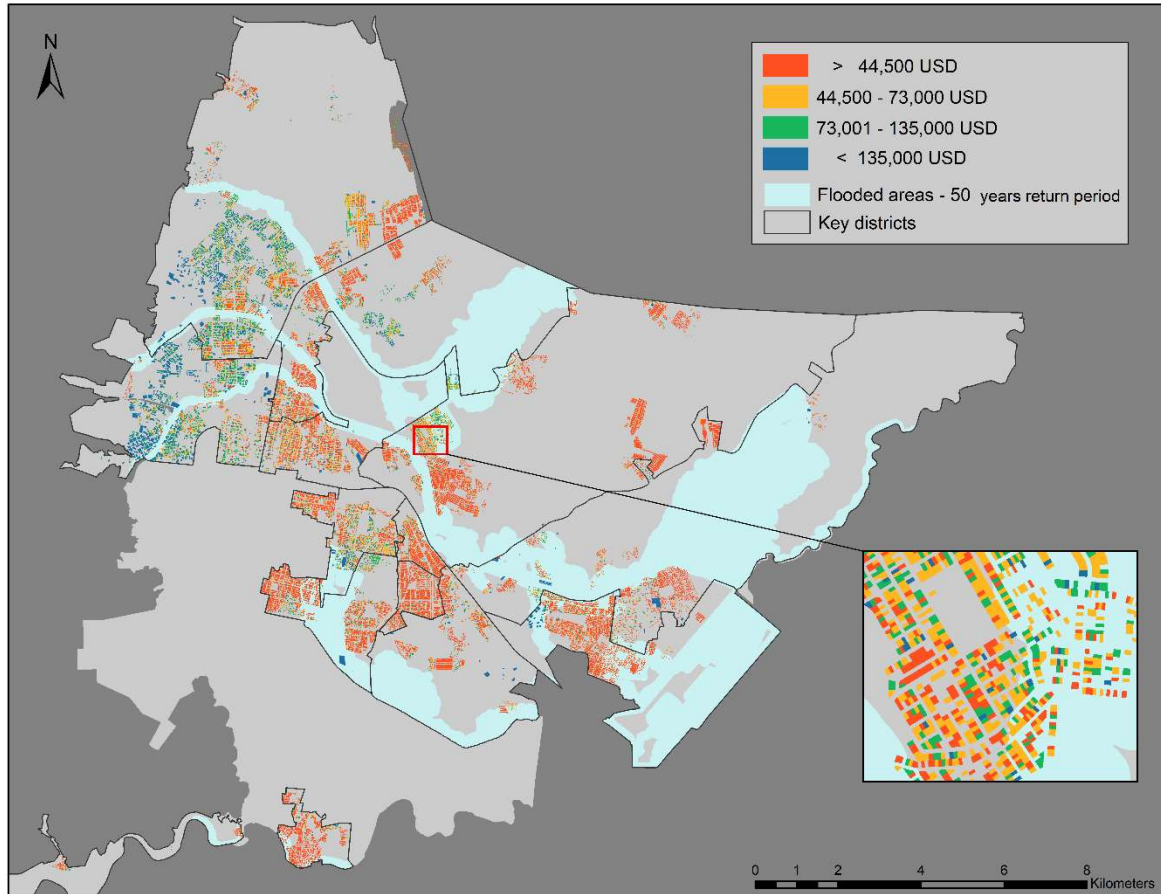 N
> 44,500 USD
44,500 - 73,000 USD
73,001 - 135,000 USD
< 135,000 USD
Flooded areas - 50 years return period
Key districts
0 1 2 4 6 8
Kilometers